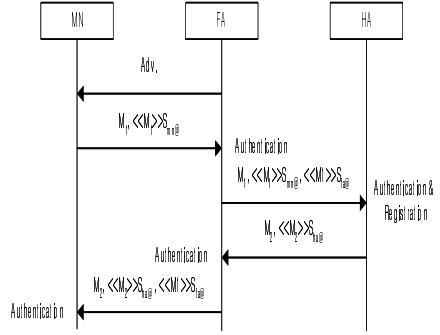 MN FA HA
Adv.
M1, <<M1>>Smn@
Authentication
M1, <<M1>>Smn@, <<M!>>Sfa@
Authentication &
Registration
M2, <<M2>>Sha@
Authentication
M2, <<M2>>Sha@, <<M!>>Sfa@
Authentication